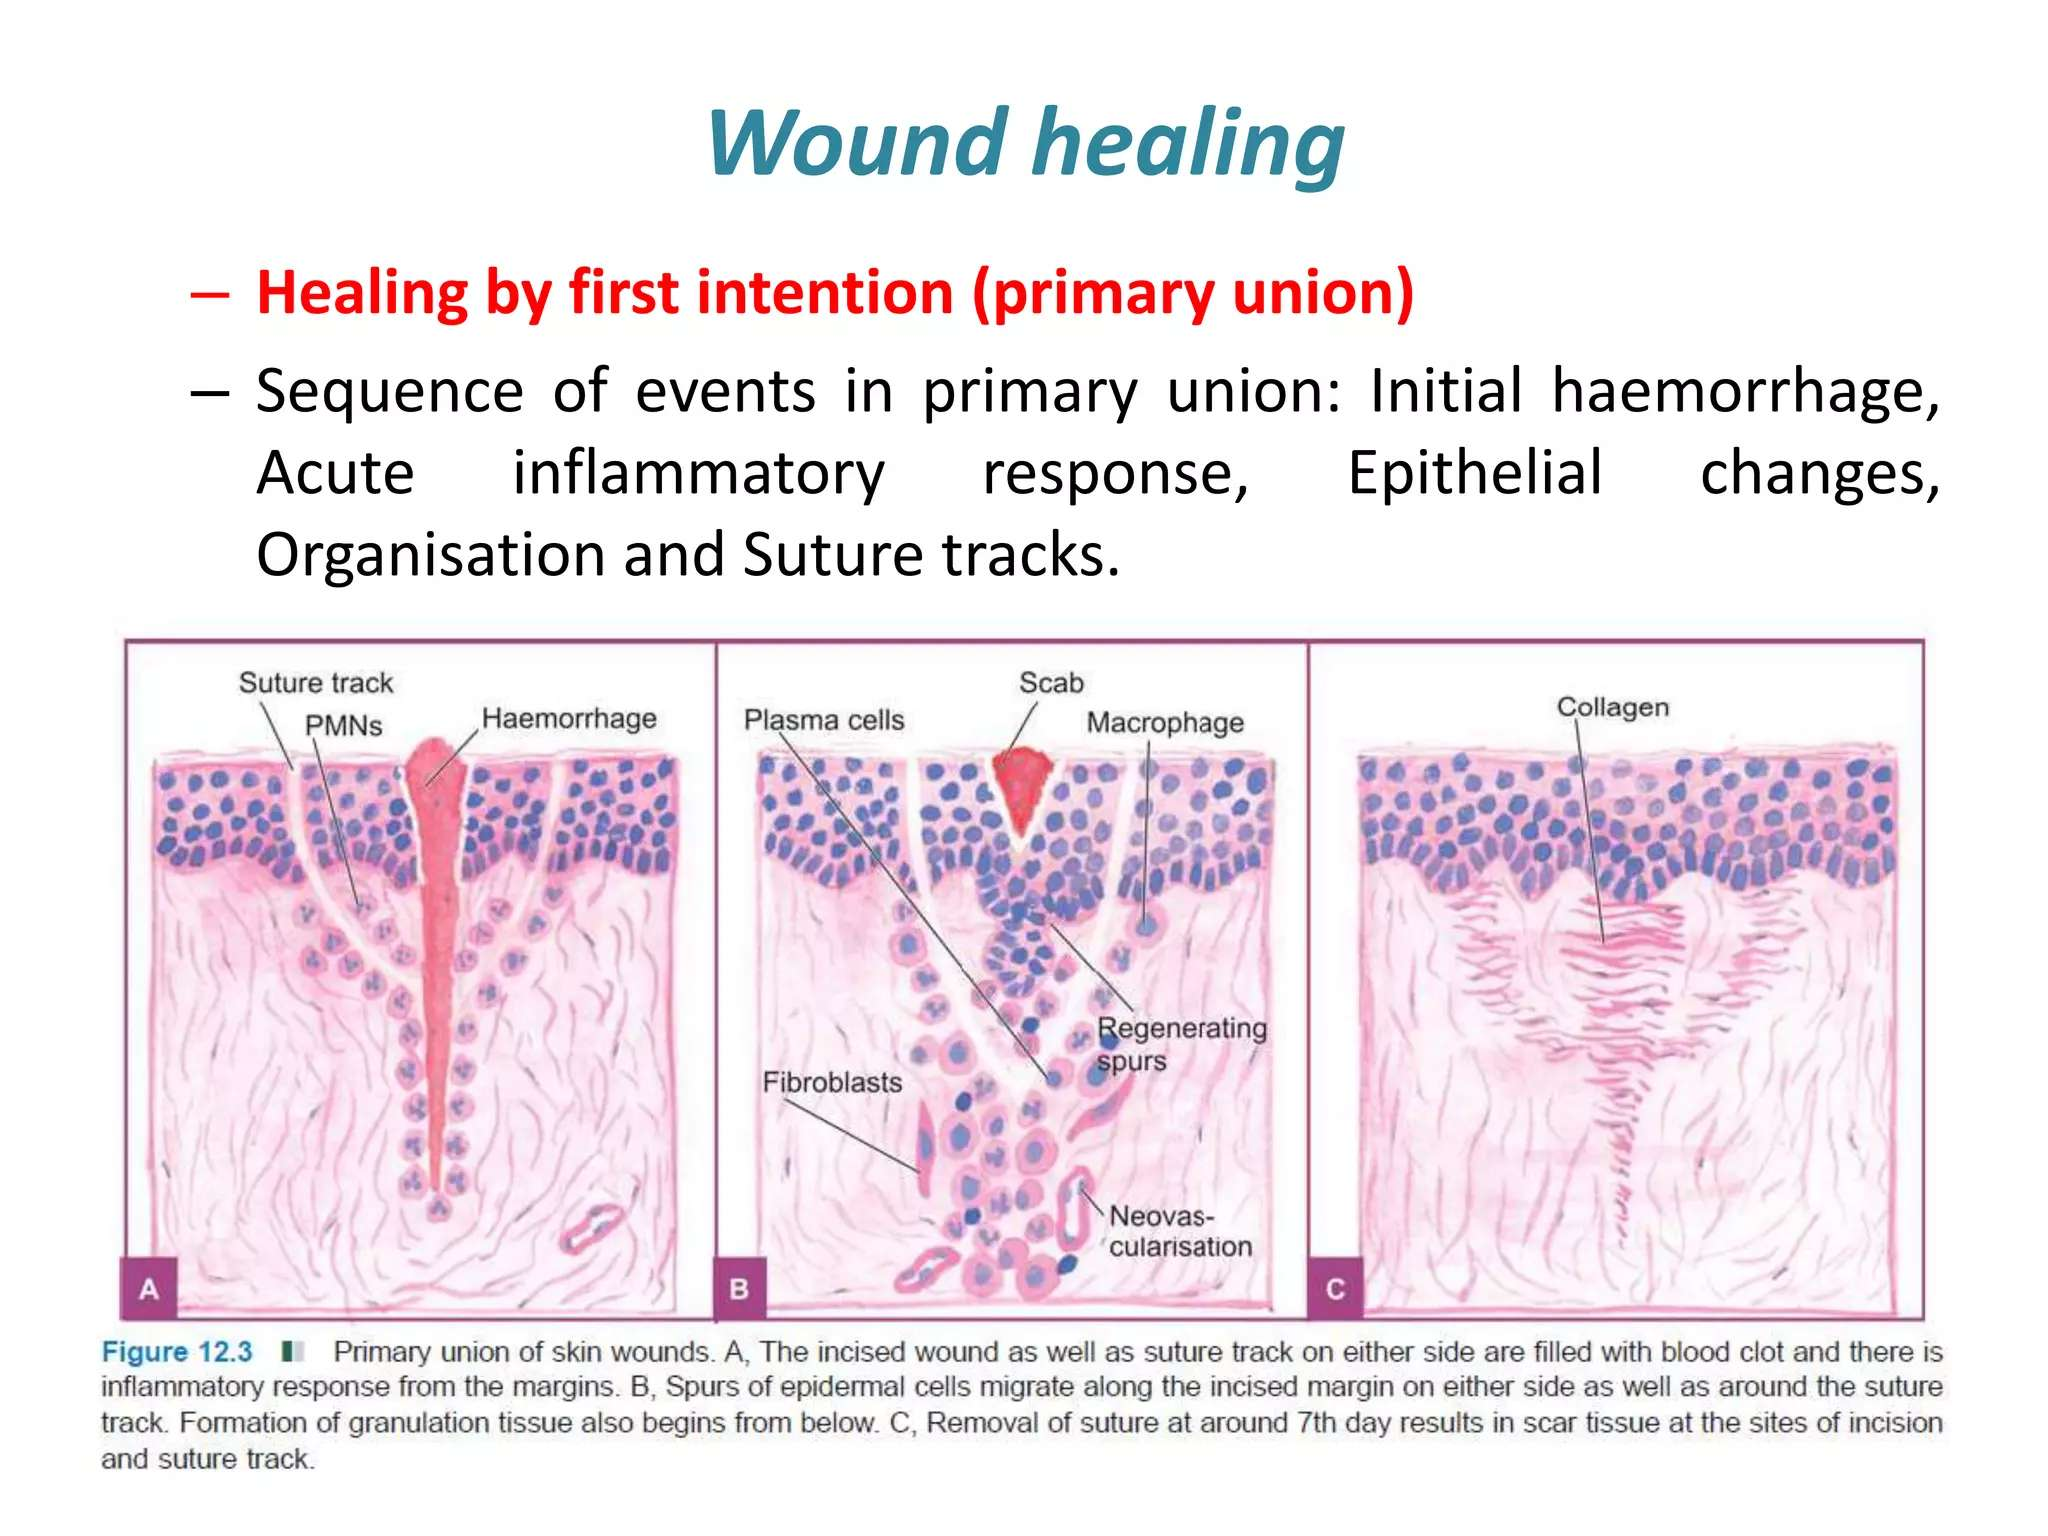 Wound healing
– Healing by first intention (primary union)
– Sequence of events in primary union: Initial haemorrhage,
Acute inflammatory response, Epithelial changes,
Organisation and Suture tracks.
Suture track
PMNs
Haemorrhage
A
Scab
Plasma cells
Macrophage
Regenerating
spurs
Fibroblasts
Neovas-
cularisation
B
Collagen
C
Figure 12.3 Primary union of skin wounds. A, The incised wound as well as suture track on either side are filled with blood clot and there is
inflammatory response from the margins. B, Spurs of epidermal cells migrate along the incised margin on either side as well as around the suture
track. Formation of granulation tissue also begins from below. C, Removal of suture at around 7th day results in scar tissue at the sites of incision
and suture track.